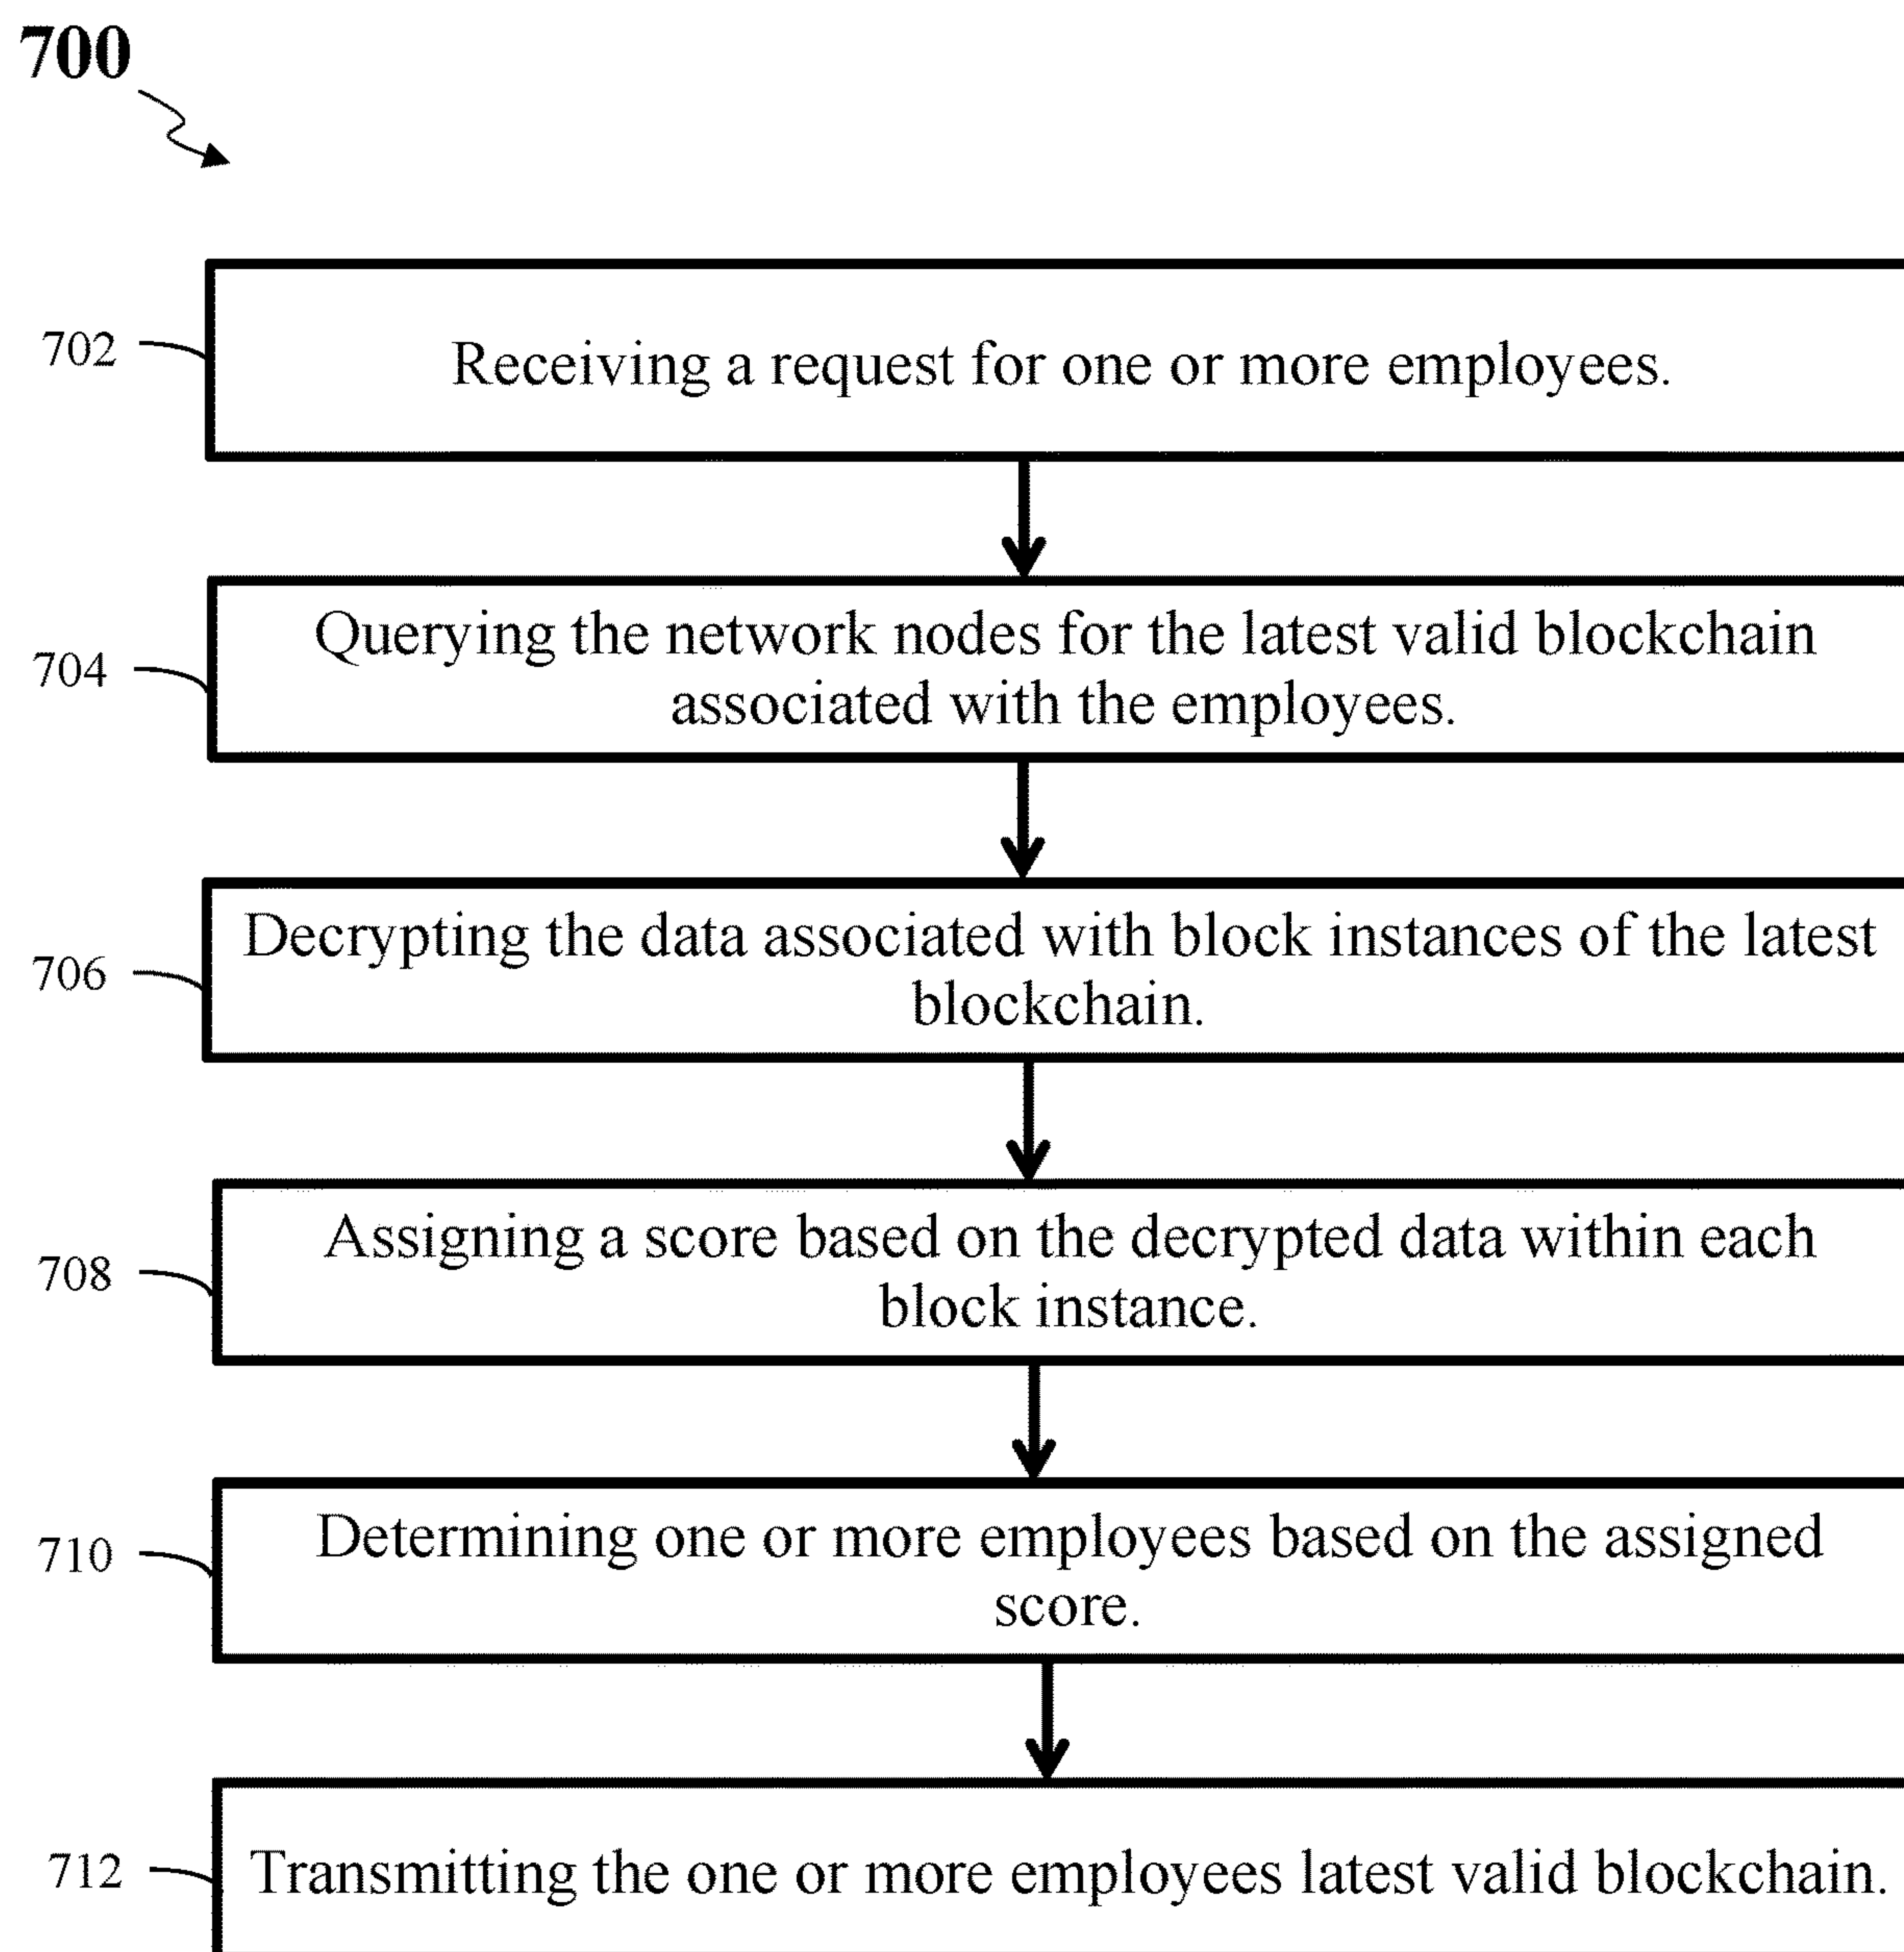 700
702
Receiving a request for one or more employees.
704
Querying the network nodes for the latest valid blockchain
associated with the employees.
706
Decrypting the data associated with block instances of the latest
blockchain.
708
Assigning a score based on the decrypted data within each
block instance.
710
Determining one or more employees based on the assigned
score.
712
Transmitting the one or more employees latest valid blockchain.